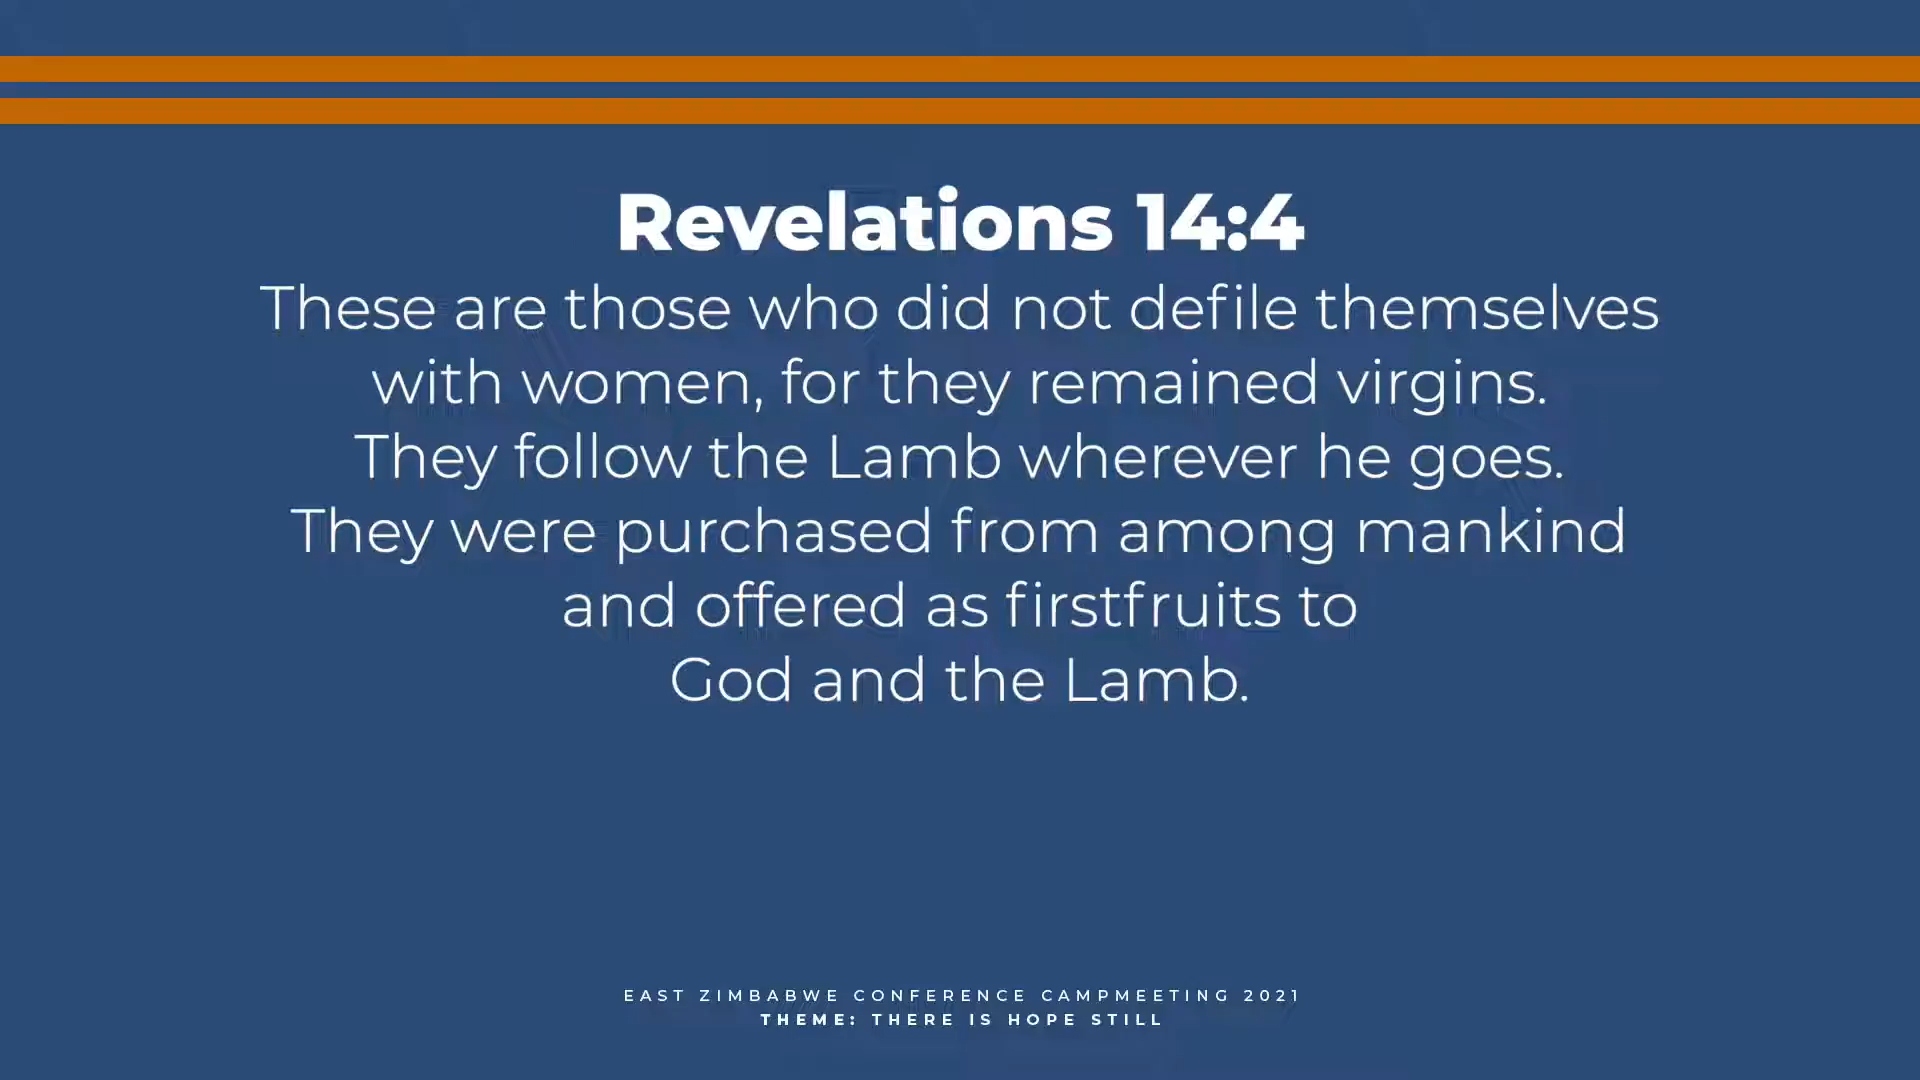 Revelations 14:4
These are those who did not defile themselves
with women, for they remained virgins.
They follow the Lamb wherever he goes.
They were purchased from among mankind
and offered as firstfruits to
God and the Lamb.
EAST ZIMBABWE CONFERENCE CAMPMEETING 2021
THEME: THERE IS HOPE STILL